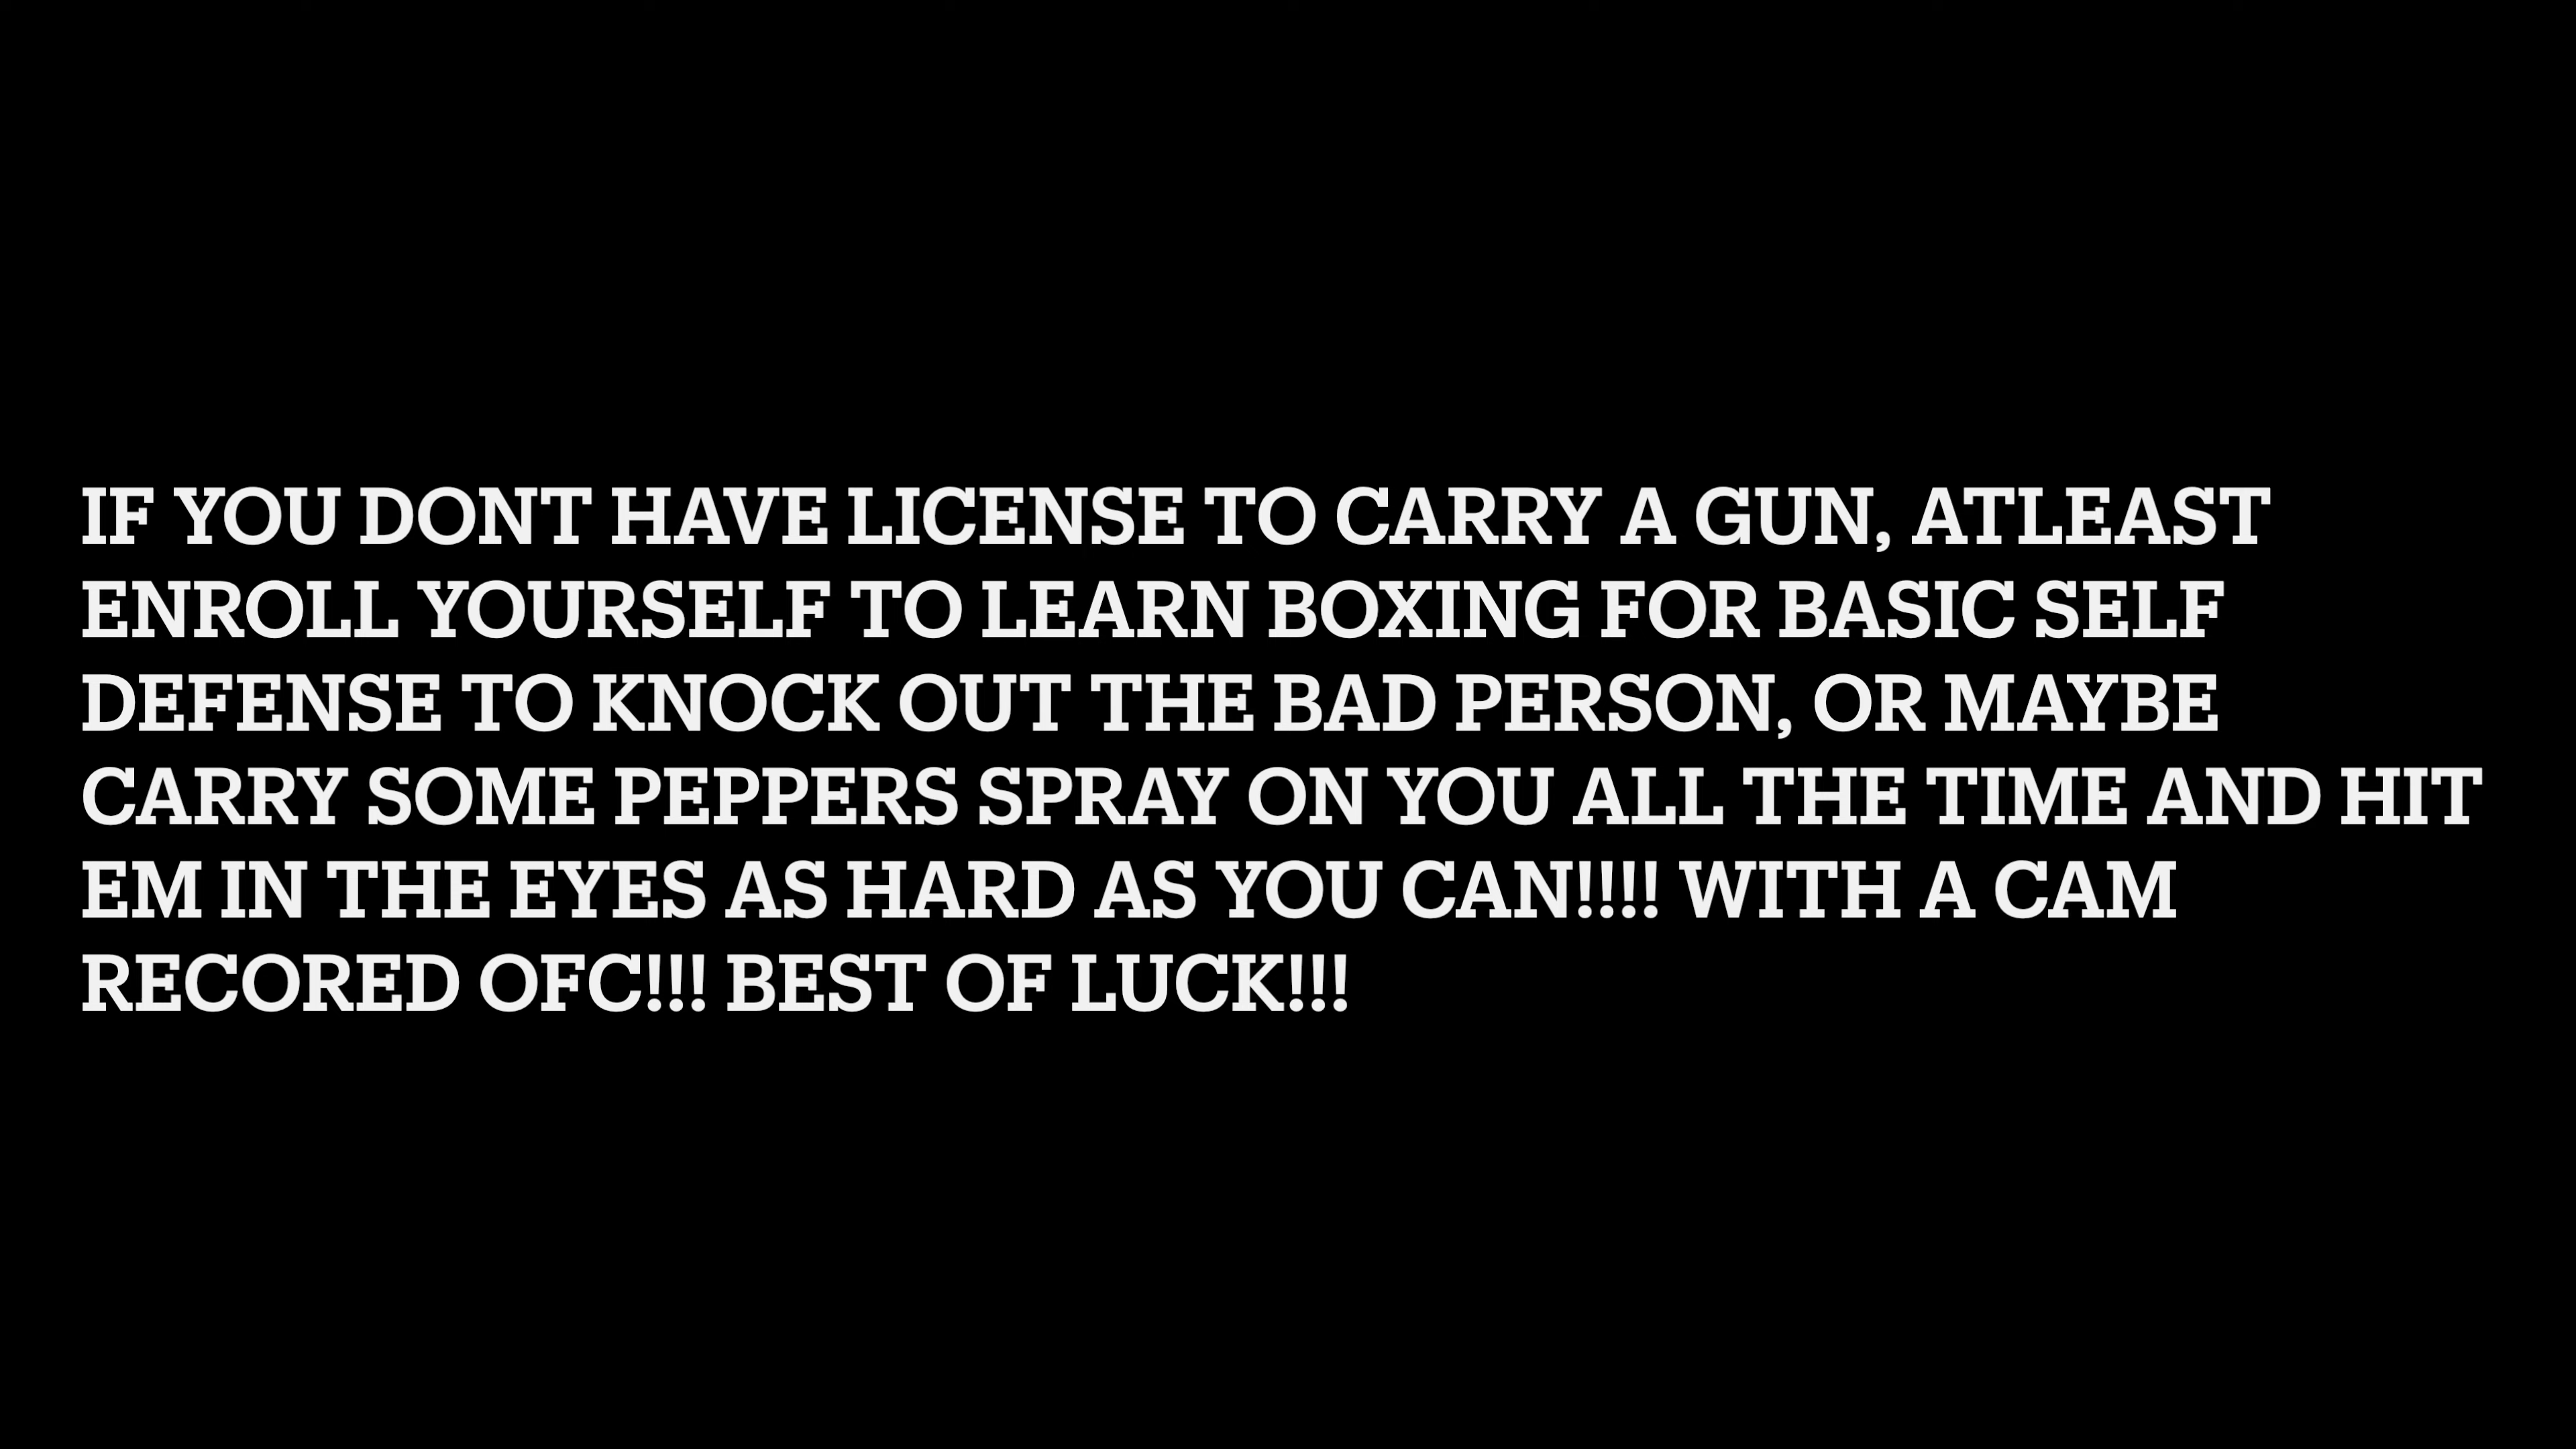 IF YOU DONT HAVE LICENSE TO CARRY A GUN, ATLEAST
ENROLL YOURSELF TO LEARN BOXING FOR BASIC SELF
DEFENSE TO KNOCK OUT THE BAD PERSON, OR MAYBE
CARRY SOME PEPPERS SPRAY ON YOU ALL THE TIME AND HIT
EM IN THE EYES AS HARD AS YOU CAN!!!! WITH A CAM
RECORED OFC!!! BEST OF LUCK!!!